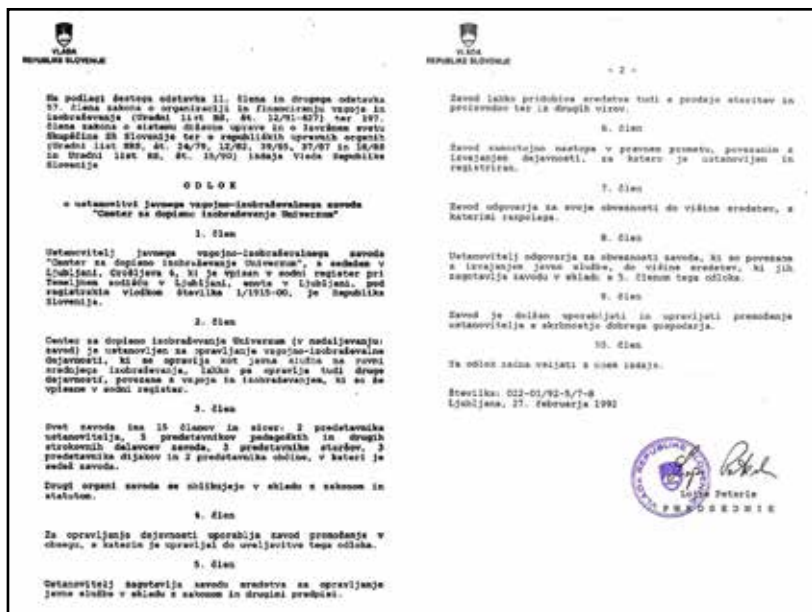 VLADA
REPUBLIKE SLOVENIJE
Na podlagi šestega odstavka 11. člena in drugega odstavka
57. člena zakona o organizaciji in financiranju vzgoje in
izobraževanja (Uradni list RS, št. 12/91-427) ter 197.
člena zakona o sistemu državne uprave in o Izvršnem svetu
Skupščine SR Slovenije ter o republiških upravnih organih
(Uradni list SRS, št. 24/79, 12/82, 39/85, 37/87 in 18/88
in Uradni list RS, št. 15/90) izdaja Vlada Republike
Slovenije
O D L O K
o ustanovitvi javnega vzgojno-izobraževalnega zavoda
"Center za dopisno izobraževanje Univerzum"
1. člen
Ustanovitelj javnega vzgojno-izobraževalnega zavoda
"Center za dopisno izobraževanje Univerzum", s sedežem v
Ljubljani, Grošljeva 4, ki je vpisan v sodni register pri
Temeljnem sodišču v Ljubljani, enota v Ljubljani, pod
registrskim vložkom številka 1/1915-00, je Republika
Slovenija.
2. člen
Center za dopisno izobraževanje Univerzum (v nadaljevanju:
zavod) je ustanovljen za opravljanje vzgojno-izobraževalne
dejavnosti, ki se opravlja kot javna služba na ravni
srednjega izobraževanja, lahko pa opravlja tudi druge
dejavnosti, povezane z vzgojo in izobraževanjem, ki so že
vpisane v sodni register.
3. člen
Svet zavoda ima 15 članov in sicer: 2 predstavnika
ustanovitelja, 5 predstavnikov pedagoških in drugih
strokovnih delavcev zavoda, 3 predstavnike staršev, 3
predstavnike dijakov in 2 predstavnika občine, v kateri je
sedež zavoda.
Drugi organi zavoda se oblikujejo v skladu z zakonom in
statutom.
4. člen
Za opravljanje dejavnosti uporablja zavod premoženje v
obsegu, s katerim je upravljal do uveljavitve tega odloka.
5. člen
Ustanovitelj zagotavlja zavodu sredstva za opravljanje
javne službe v skladu z zakonom in drugimi predpisi.
VLADA
REPUBLIKE SLOVENIJE
- 2 -
Zavod lahko pridobiva sredstva tudi s prodajo storitev in
proizvodov ter iz drugih virov.
6. člen
Zavod samostojno nastopa v pravnem prometu, povezanim z
izvajanjem dejavnosti, za katero je ustanovljen in
registriran.
7. člen
Zavod odgovarja za svoje obveznosti do višine sredstev, s
katerimi razpolaga.
8. člen
Ustanovitelj odgovarja za obveznosti zavoda, ki so povezane
z izvajanjem javne službe, do višine sredstev, ki jih
zagotavlja zavodu v skladu s 5. členom tega odloka.
9. člen
Zavod je dolžan uporabljati in upravljati premoženje
ustanovitelja s skrbnostjo dobrega gospodarja.
10. člen
Ta odlok začne veljati z dnem izdaje.
Številka: 022-01/92-5/7-8
Ljubljana, 27. februarja 1992
VLADA REPUBLIKE SLOVENIJE
Lojze Peterle
P R E D S E D N I K